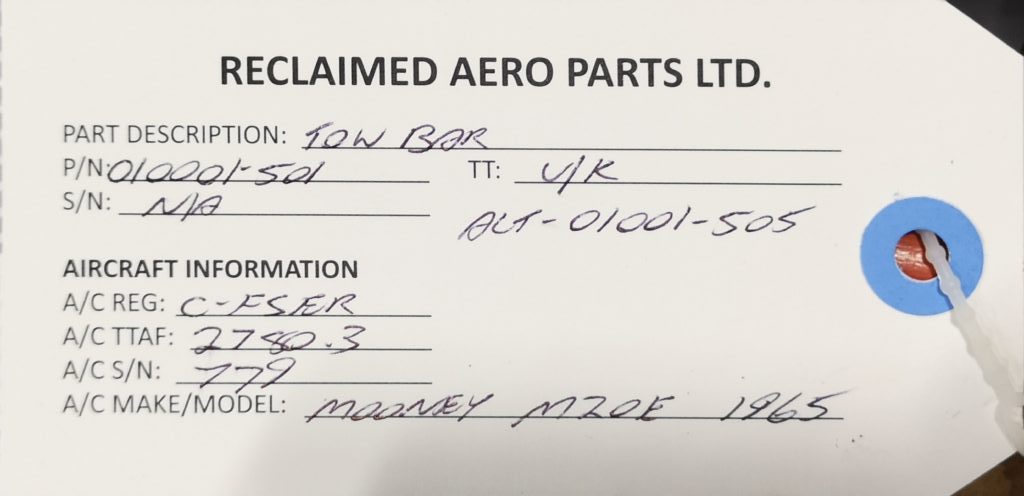 RECLAIMED AERO PARTS LTD.
PART DESCRIPTION: TOW BAR
P/N: 010001-501 TT: U/K
S/N: N/A
ALT-01001-505
AIRCRAFT INFORMATION
A/C REG: C-FSER
A/C TTAF: 2780.3
A/C S/N: 779
A/C MAKE/MODEL: MOONEY M20E 1965